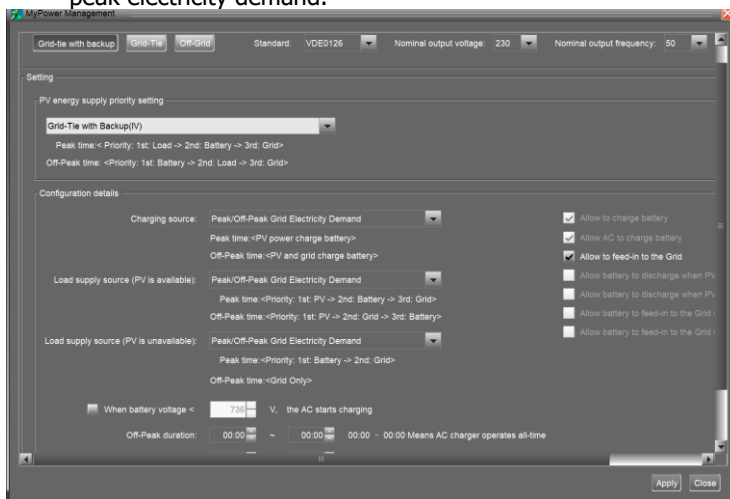 peak electricity demand.
MyPower Management
Grid-tie with backup Grid-Tie Off-Grid Standard: VDE0126 Nominal output voltage: 230 Nominal output frequency: 50
Setting
PV energy supply priority setting
Grid-Tie with Backup(IV)
Peak time:< Priority: 1st: Load -> 2nd: Battery -> 3rd: Grid>
Off-Peak time: <Priority: 1st: Battery -> 2nd: Load -> 3rd: Grid>
Configuration details
Charging source: Peak/Off-Peak Grid Electricity Demand Allow to charge battery
Peak time:<PV power charge battery> Allow AC to charge battery
Off-Peak time:<PV and grid charge battery> Allow to feed-in to the Grid
Load supply source (PV is available): Peak/Off-Peak Grid Electricity Demand Allow battery to discharge when PV
Peak time:<Priority: 1st: PV -> 2nd: Battery -> 3rd: Grid> Allow battery to discharge when PV
Off-Peak time:<Priority: 1st: PV -> 2nd: Grid -> 3rd: Battery> Allow battery to feed-in to the Grid
Load supply source (PV is unavailable): Peak/Off-Peak Grid Electricity Demand Allow battery to feed-in to the Grid
Peak time:<Priority: 1st: Battery -> 2nd: Grid>
Off-Peak time:<Grid Only>
When battery voltage < 736 V, the AC starts charging
Off-Peak duration: 00:00 ~ 00:00 00:00 - 00:00 Means AC charger operates all-time
Apply Close